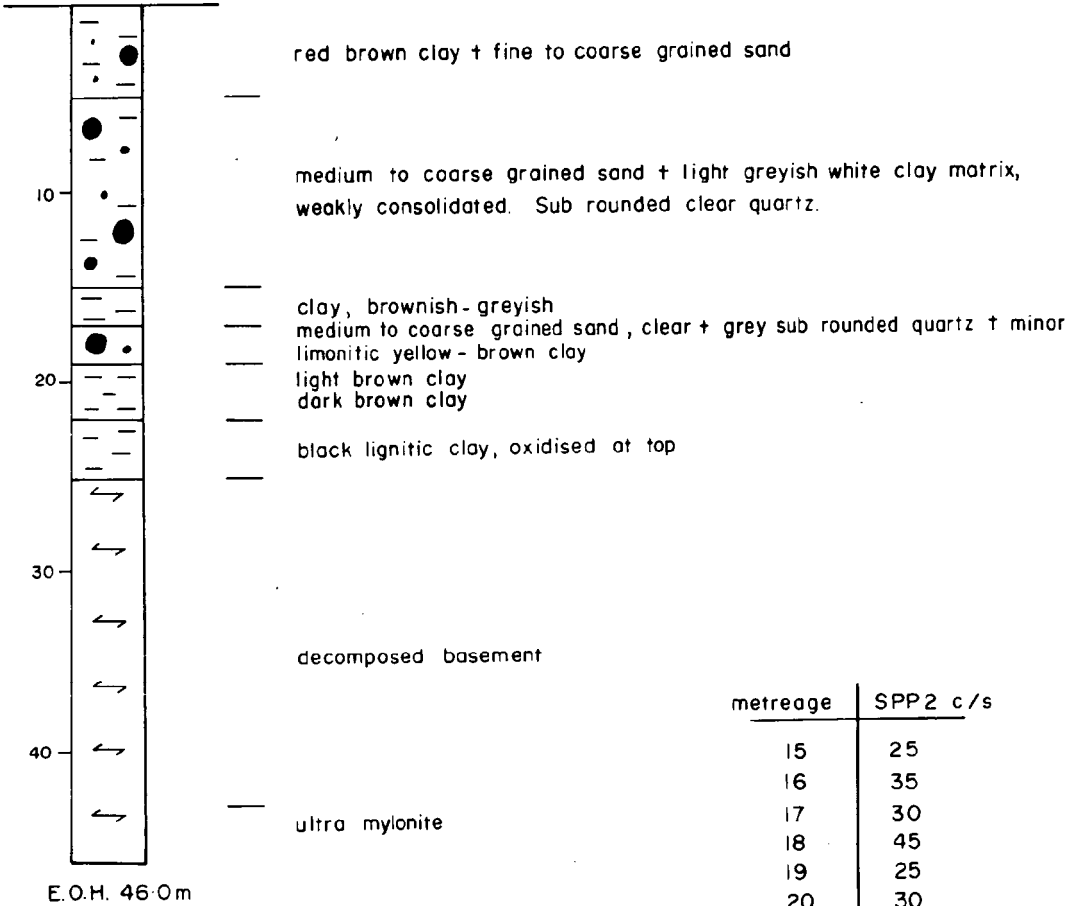 red brown clay + fine to coarse grained sand
10
medium to coarse grained sand + light greyish white clay matrix,
weakly consolidated. Sub rounded clear quartz.
clay, brownish-greyish
medium to coarse grained sand, clear + grey sub rounded quartz + minor
limonitic yellow-brown clay
20
light brown clay
dark brown clay
black lignitic clay, oxidised at top
30
decomposed basement
40
ultra mylonite
E.O.H. 46·0m
metreage SPP2 c/s
15 25
16 35
17 30
18 45
19 25
20 30